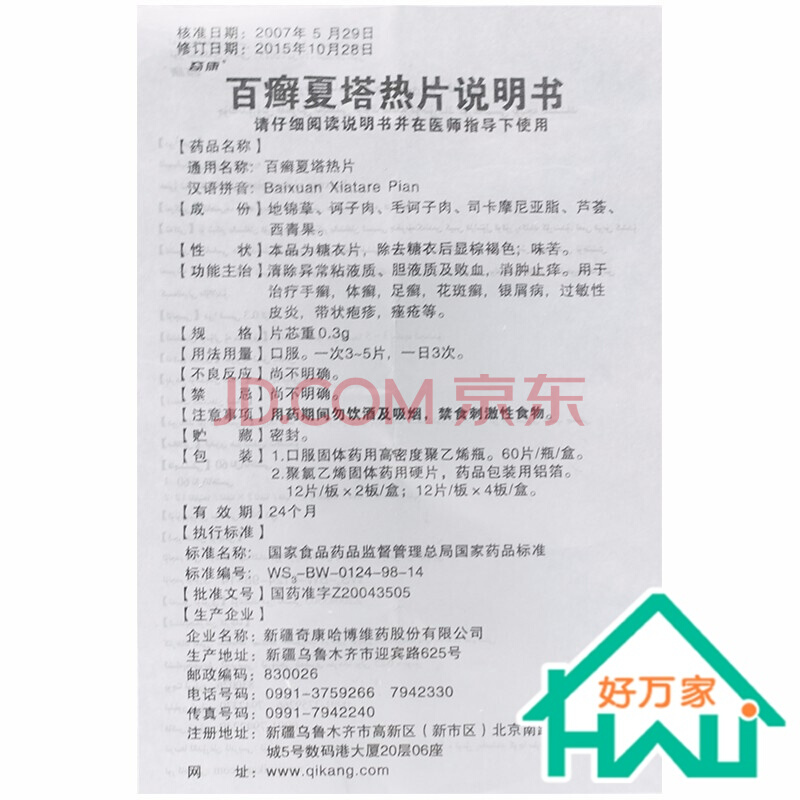 核准日期：2007年5月29日
修订日期：2015年10月28日
奇康
百癣夏塔热片说明书
请仔细阅读说明书并在医师指导下使用
【药品名称】
通用名称：百癣夏塔热片
汉语拼音：Baixuan Xiatare Pian
【成 份】地锦草、诃子肉、毛诃子肉、司卡摩尼亚脂、芦荟、
西青果。
【性 状】本品为糖衣片，除去糖衣后显棕褐色；味苦。
【功能主治】清除异常粘液质、胆液质及败血，消肿止痒。用于
治疗手癣，体癣，足癣，花斑癣，银屑病，过敏性
皮炎，带状疱疹，痤疮等。
【规 格】片芯重0.3g
【用法用量】口服。一次3~5片，一日3次。
【不良反应】尚不明确。
【禁 忌】尚不明确。
JD.COM 京东
【注意事项】用药期间勿饮酒及吸烟，禁食刺激性食物。
【贮 藏】密封。
【包 装】1.口服固体药用高密度聚乙烯瓶。60片/瓶/盒。
2.聚氯乙烯固体药用硬片，药品包装用铝箔。
12片/板×2板/盒；12片/板×4板/盒。
【有 效 期】24个月
【执行标准】
标准名称：国家食品药品监督管理总局国家药品标准
标准编号：WS3-BW-0124-98-14
【批准文号】国药准字Z20043505
【生产企业】
企业名称：新疆奇康哈博维药股份有限公司
生产地址：新疆乌鲁木齐市迎宾路625号
邮政编码：830026
电话号码：0991-3759266 7942330
传真号码：0991-7942240
注册地址：新疆乌鲁木齐市高新区（新市区）北京南
城5号数码港大厦20层06座
网 址：www.qikang.com
好万家